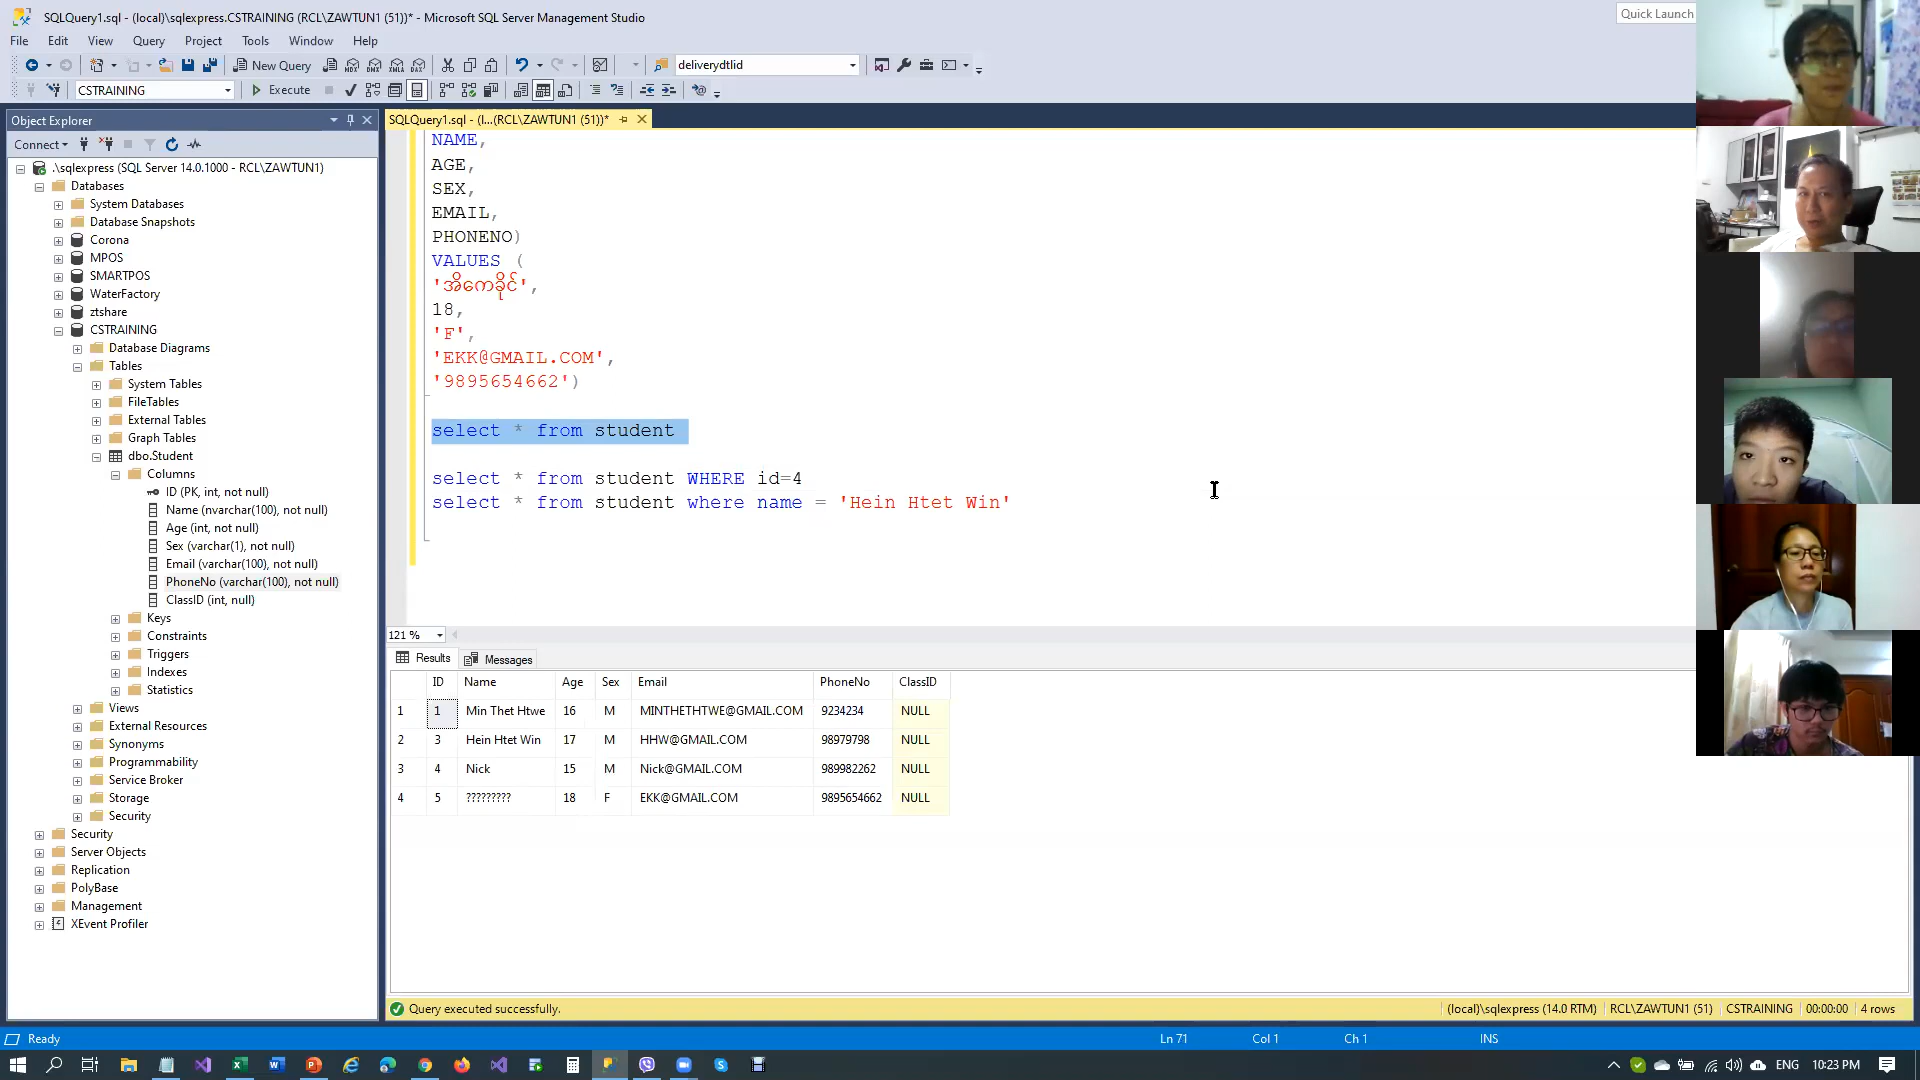 SQLQuery1.sql - (local)\sqlexpress.CSTRAINING (RCL\ZAWTUN1 (51))* - Microsoft SQL Server Management Studio
Quick Launch
File Edit View Query Project Tools Window Help
New Query
deliverydtlid
CSTRAINING
Execute
Object Explorer
SQLQuery1.sql - (l...(RCL\ZAWTUN1 (51))*
Connect
.\sqlexpress (SQL Server 14.0.1000 - RCL\ZAWTUN1)
Databases
System Databases
Database Snapshots
Corona
MPOS
SMARTPOS
WaterFactory
ztshare
CSTRAINING
Database Diagrams
Tables
System Tables
FileTables
External Tables
Graph Tables
dbo.Student
Columns
ID (PK, int, not null)
Name (nvarchar(100), not null)
Age (int, not null)
Sex (varchar(1), not null)
Email (varchar(100), not null)
PhoneNo (varchar(100), not null)
ClassID (int, null)
Keys
Constraints
Triggers
Indexes
Statistics
Views
External Resources
Synonyms
Programmability
Service Broker
Storage
Security
Security
Server Objects
Replication
PolyBase
Management
XEvent Profiler
NAME,
AGE,
SEX,
EMAIL,
PHONENO)
VALUES (
'အိကေခိုင်',
18,
'F',
'EKK@GMAIL.COM',
'9895654662')
select * from student
select * from student WHERE id=4
select * from student where name = 'Hein Htet Win'
121 %
Results Messages
ID Name Age Sex Email PhoneNo ClassID
1 1 Min Thet Htwe 16 M MINTHETHTWE@GMAIL.COM 9234234 NULL
2 3 Hein Htet Win 17 M HHW@GMAIL.COM 98979798 NULL
3 4 Nick 15 M Nick@GMAIL.COM 989982262 NULL
4 5 ????????? 18 F EKK@GMAIL.COM 9895654662 NULL
Query executed successfully.
(local)\sqlexpress (14.0 RTM) RCL\ZAWTUN1 (51) CSTRAINING 00:00:00 4 rows
Ready
Ln 71 Col 1 Ch 1 INS
ENG 10:23 PM